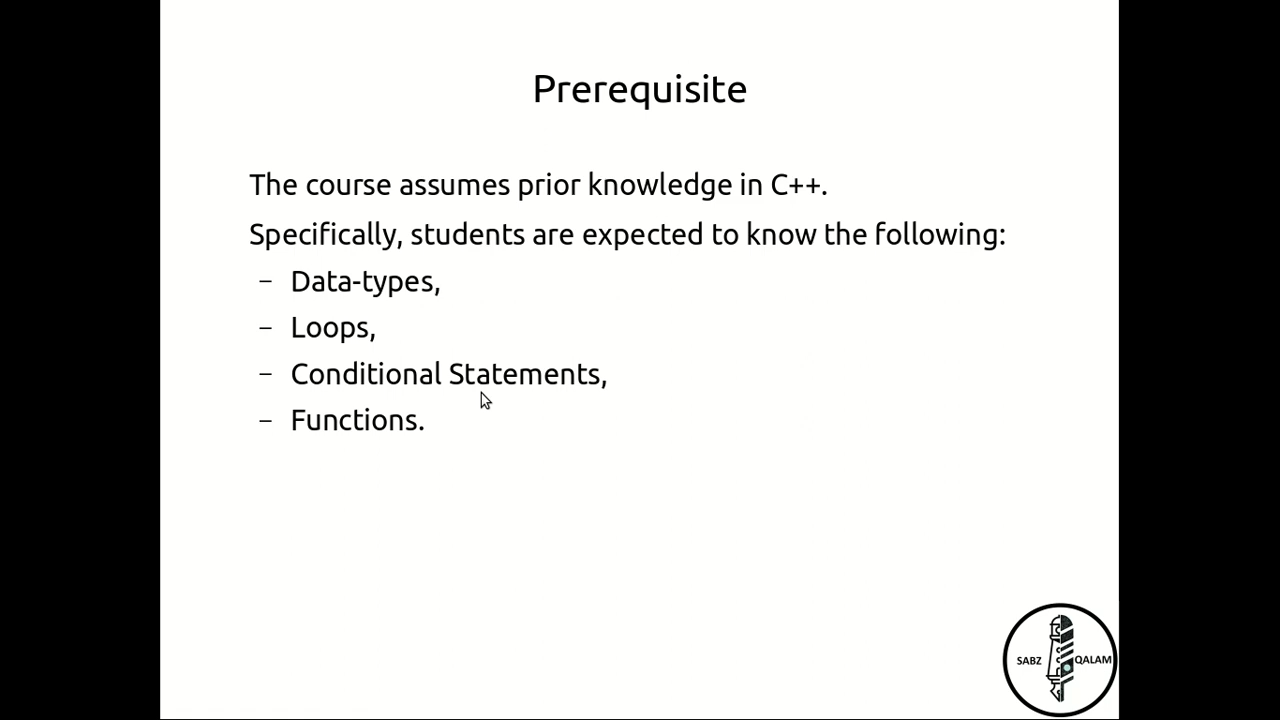 Prerequisite
The course assumes prior knowledge in C++.
Specifically, students are expected to know the following:
– Data-types,
– Loops,
– Conditional Statements,
– Functions.
SABZ QALAM